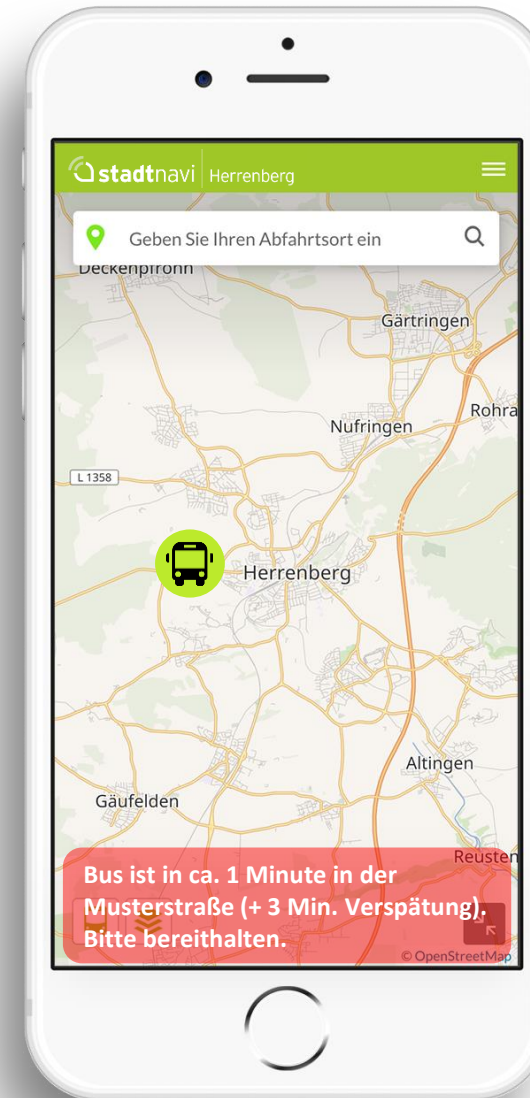 stadtnavi Herrenberg
Geben Sie Ihren Abfahrtsort ein
Deckenpfronn
Gärtringen
Rohra
Nufringen
L 1358
Herrenberg
Altingen
Gäufelden
Reusten
Bus ist in ca. 1 Minute in der
Musterstraße (+ 3 Min. Verspätung).
Bitte bereithalten.
© OpenStreetMap